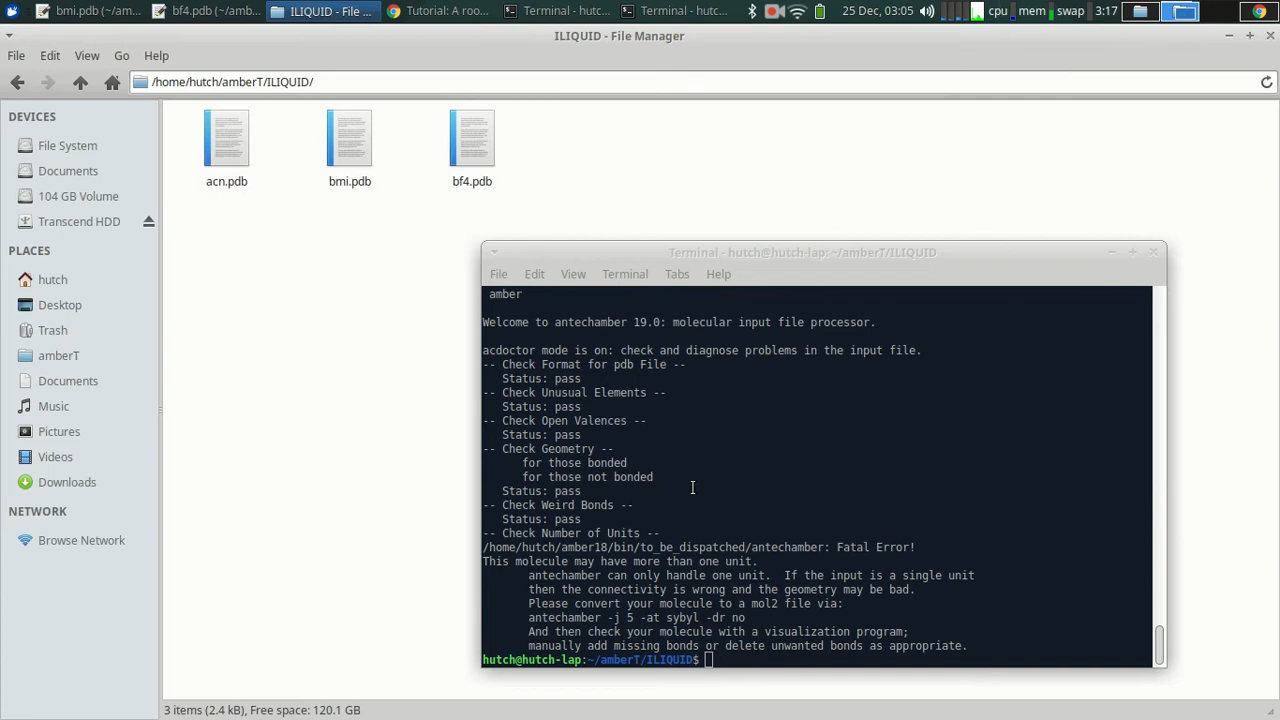 bmi.pdb (~/am...
bf4.pdb (~/amb...
ILIQUID - File ...
Tutorial: A roo...
Terminal - hutc...
Terminal - hutc...
25 Dec, 03:05
cpu
mem
swap
3:17
ILIQUID - File Manager
File Edit View Go Help
/home/hutch/amberT/ILIQUID/
DEVICES
File System
Documents
104 GB Volume
Transcend HDD
PLACES
hutch
Desktop
Trash
amberT
Documents
Music
Pictures
Videos
Downloads
NETWORK
Browse Network
acn.pdb
bmi.pdb
bf4.pdb
Terminal - hutch@hutch-lap: ~/amberT/ILIQUID
File Edit View Terminal Tabs Help
amber
Welcome to antechamber 19.0: molecular input file processor.
acdoctor mode is on: check and diagnose problems in the input file.
-- Check Format for pdb File --
Status: pass
-- Check Unusual Elements --
Status: pass
-- Check Open Valences --
Status: pass
-- Check Geometry --
for those bonded
for those not bonded
Status: pass
-- Check Weird Bonds --
Status: pass
-- Check Number of Units --
/home/hutch/amber18/bin/to_be_dispatched/antechamber: Fatal Error!
This molecule may have more than one unit.
antechamber can only handle one unit.  If the input is a single unit
then the connectivity is wrong and the geometry may be bad.
Please convert your molecule to a mol2 file via:
antechamber -j 5 -at sybyl -dr no
And then check your molecule with a visualization program;
manually add missing bonds or delete unwanted bonds as appropriate.
hutch@hutch-lap:~/amberT/ILIQUID$
3 items (2.4 kB), Free space: 120.1 GB